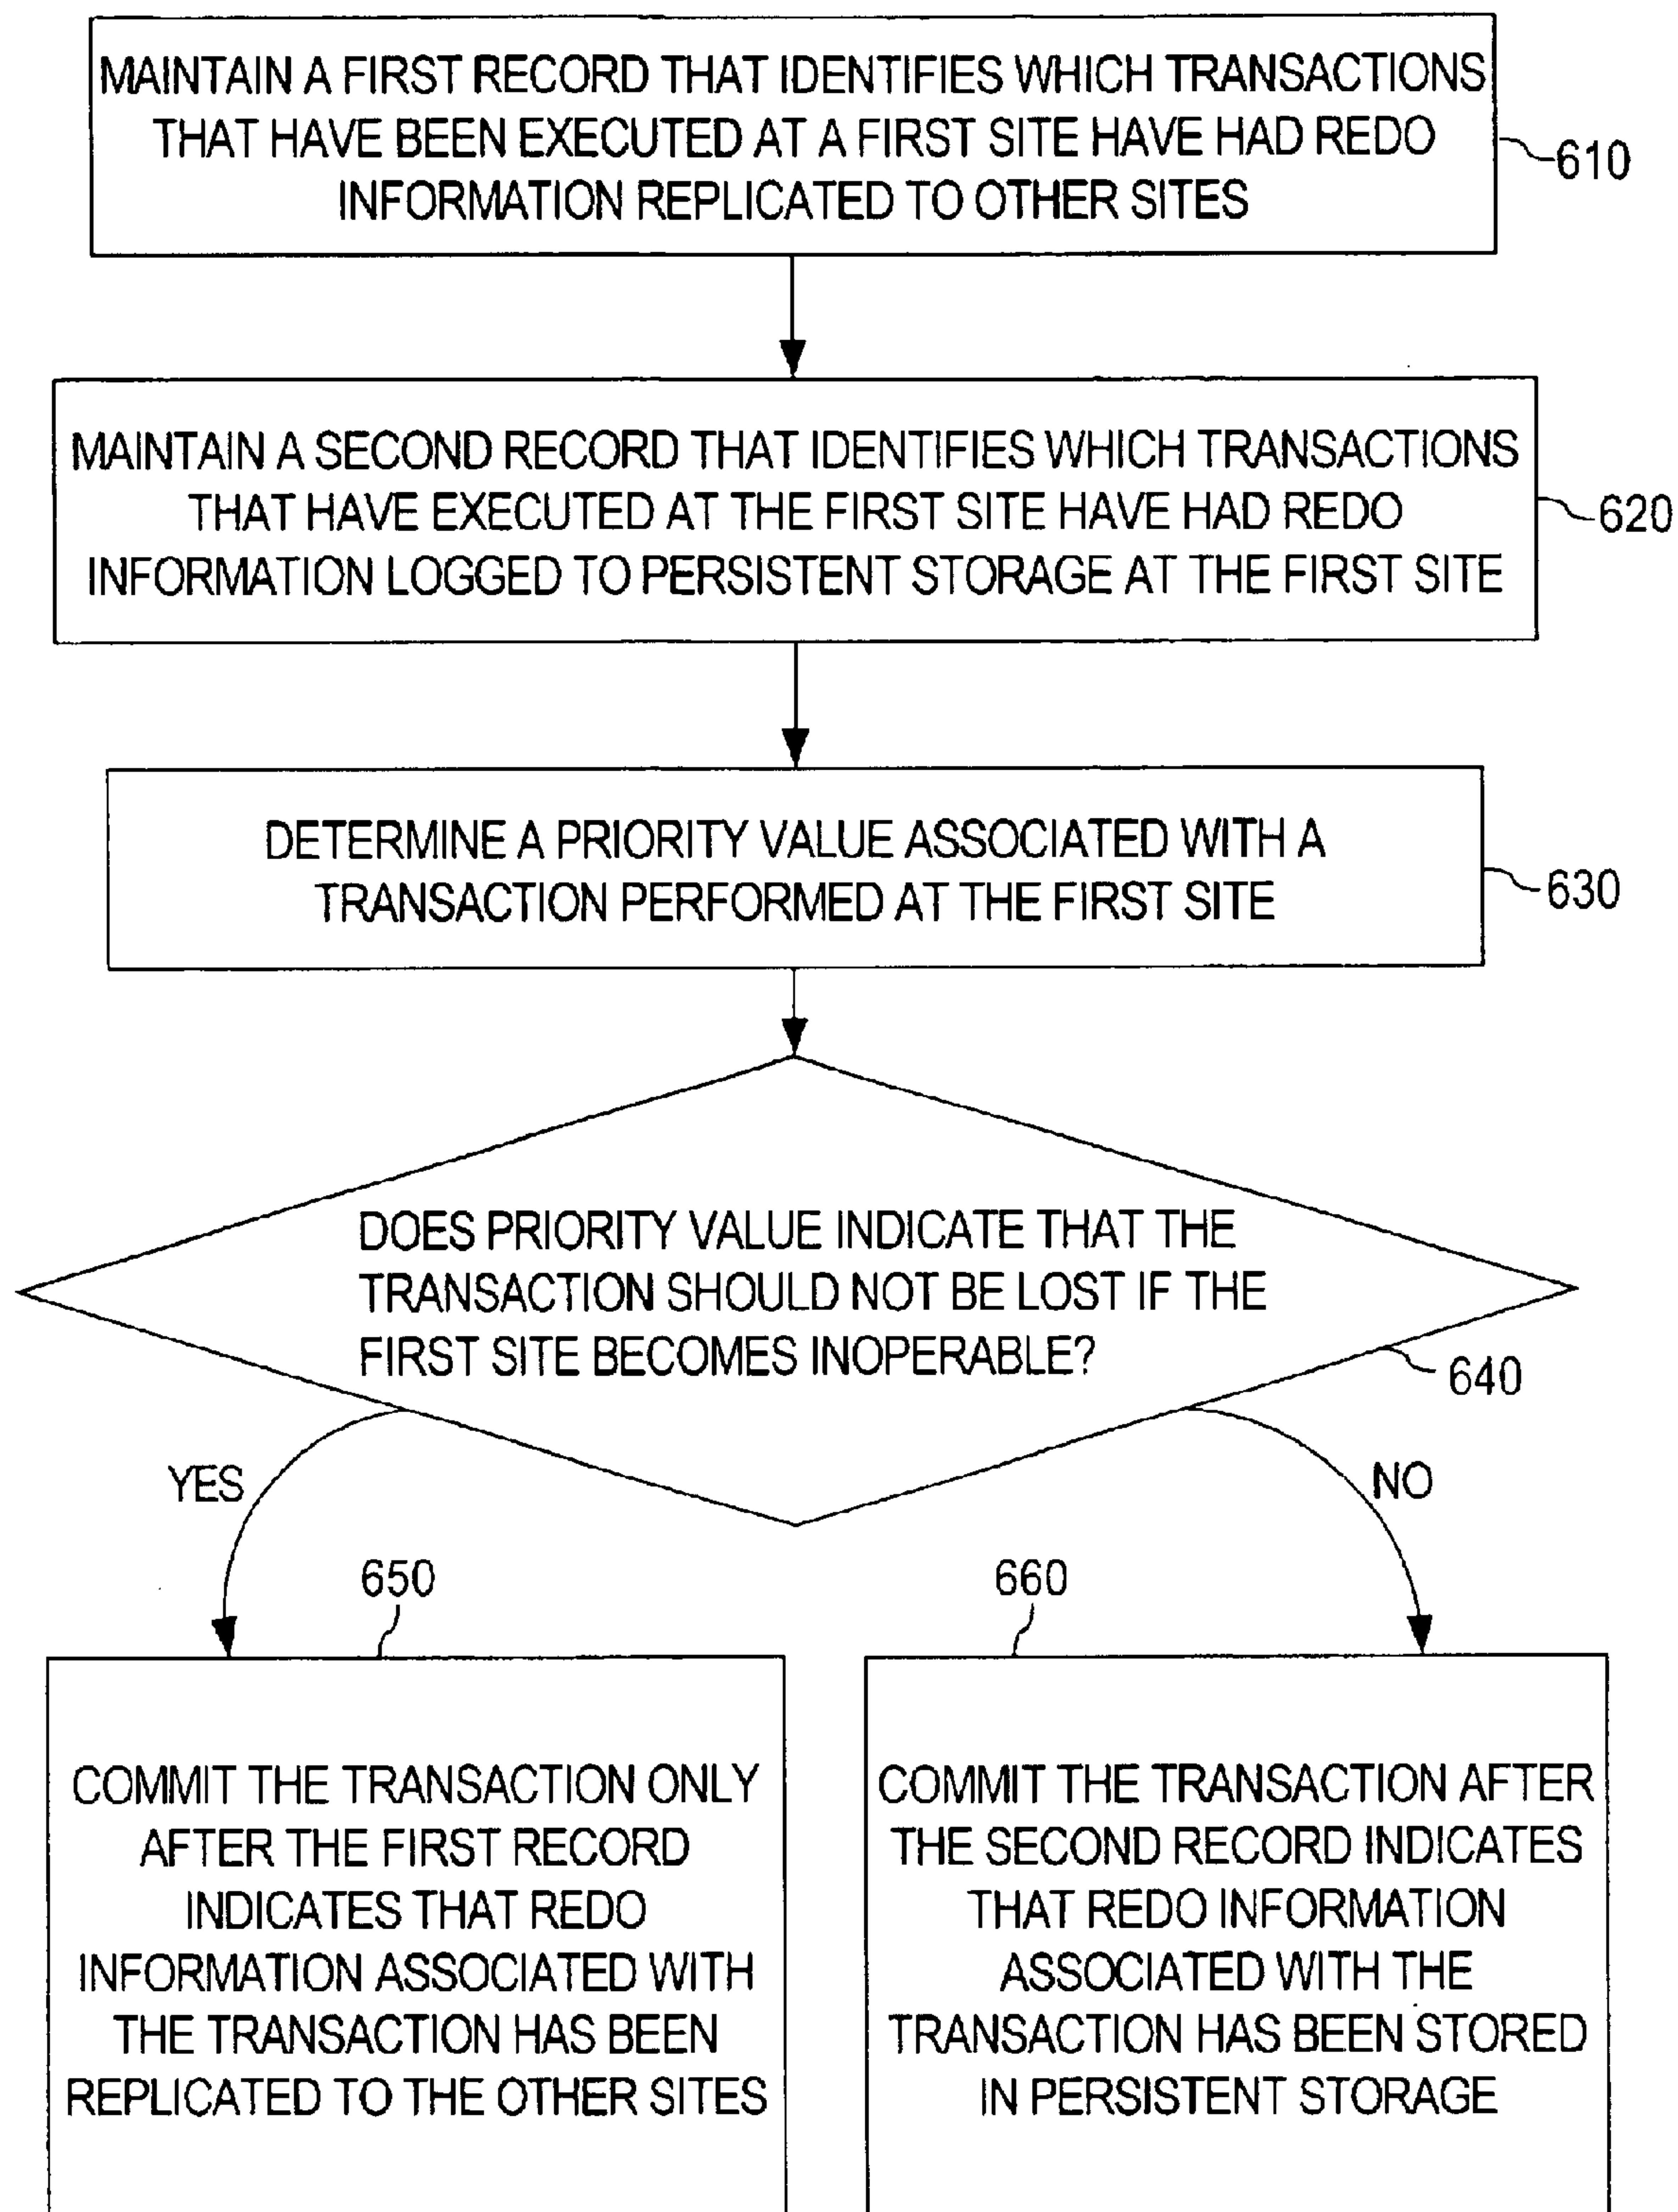 MAINTAIN A FIRST RECORD THAT IDENTIFIES WHICH TRANSACTIONS
THAT HAVE BEEN EXECUTED AT A FIRST SITE HAVE HAD REDO
INFORMATION REPLICATED TO OTHER SITES
610
MAINTAIN A SECOND RECORD THAT IDENTIFIES WHICH TRANSACTIONS
THAT HAVE EXECUTED AT THE FIRST SITE HAVE HAD REDO
INFORMATION LOGGED TO PERSISTENT STORAGE AT THE FIRST SITE
620
DETERMINE A PRIORITY VALUE ASSOCIATED WITH A
TRANSACTION PERFORMED AT THE FIRST SITE
630
DOES PRIORITY VALUE INDICATE THAT THE
TRANSACTION SHOULD NOT BE LOST IF THE
FIRST SITE BECOMES INOPERABLE?
640
YES
NO
650
660
COMMIT THE TRANSACTION ONLY
AFTER THE FIRST RECORD
INDICATES THAT REDO
INFORMATION ASSOCIATED WITH
THE TRANSACTION HAS BEEN
REPLICATED TO THE OTHER SITES
COMMIT THE TRANSACTION AFTER
THE SECOND RECORD INDICATES
THAT REDO INFORMATION
ASSOCIATED WITH THE
TRANSACTION HAS BEEN STORED
IN PERSISTENT STORAGE